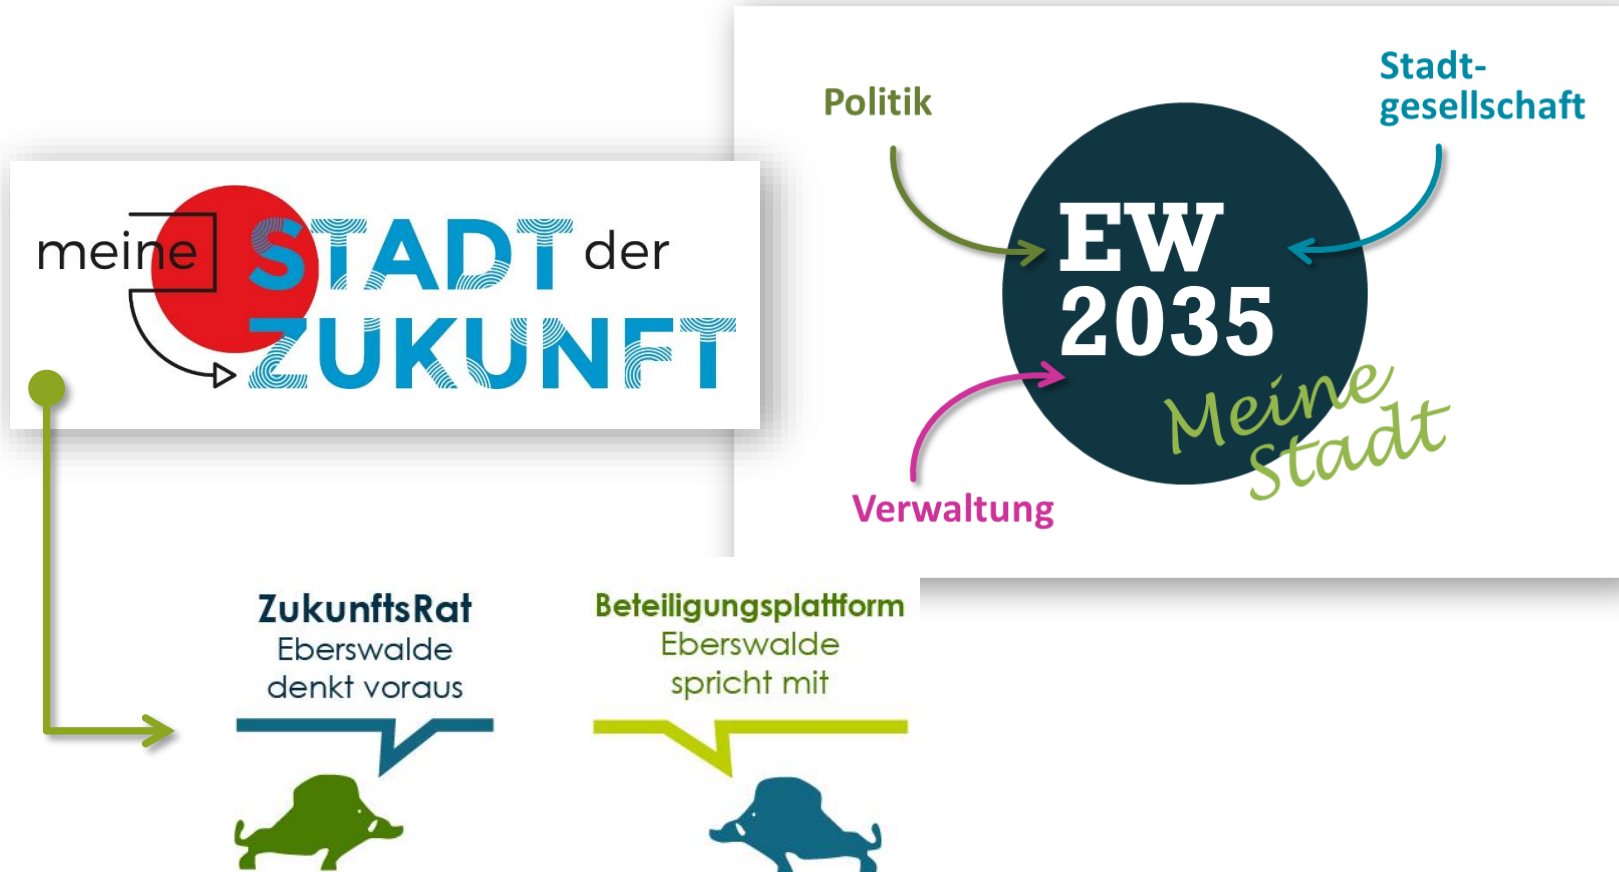 meine STADT der
ZUKUNFT
Politik
Stadt-
gesellschaft
EW
2035
Meine
Stadt
Verwaltung
ZukunftsRat
Eberswalde
denkt voraus
Beteiligungsplattform
Eberswalde
spricht mit